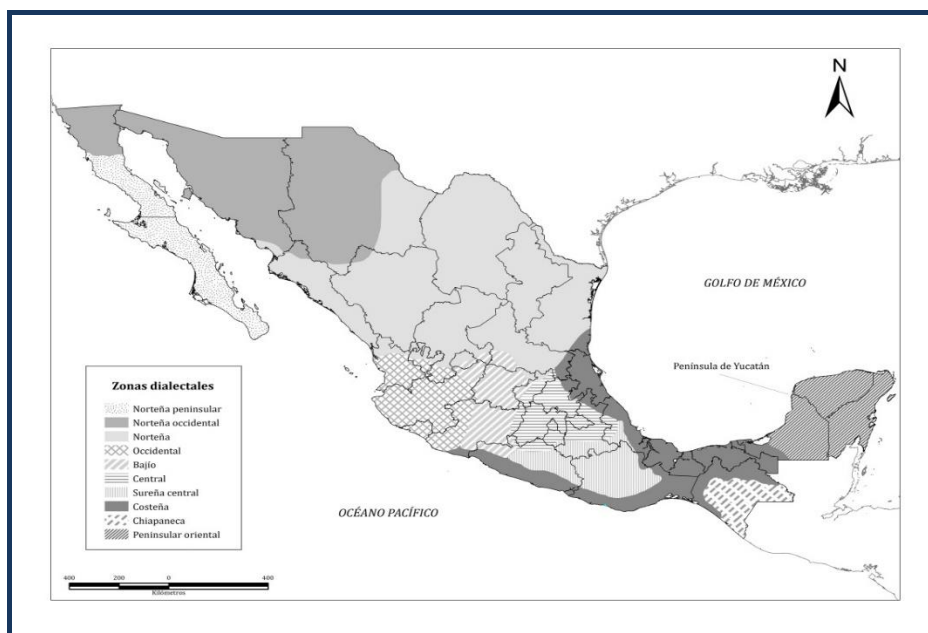 N
GOLFO DE MÉXICO
Península de Yucatán
Zonas dialectales
Norteña peninsular
Norteña occidental
Norteña
Occidental
Bajío
Central
Sureña central
Costeña
Chiapaneca
Peninsular oriental
OCÉANO PACÍFICO
400 200 0 400
Kilómetros